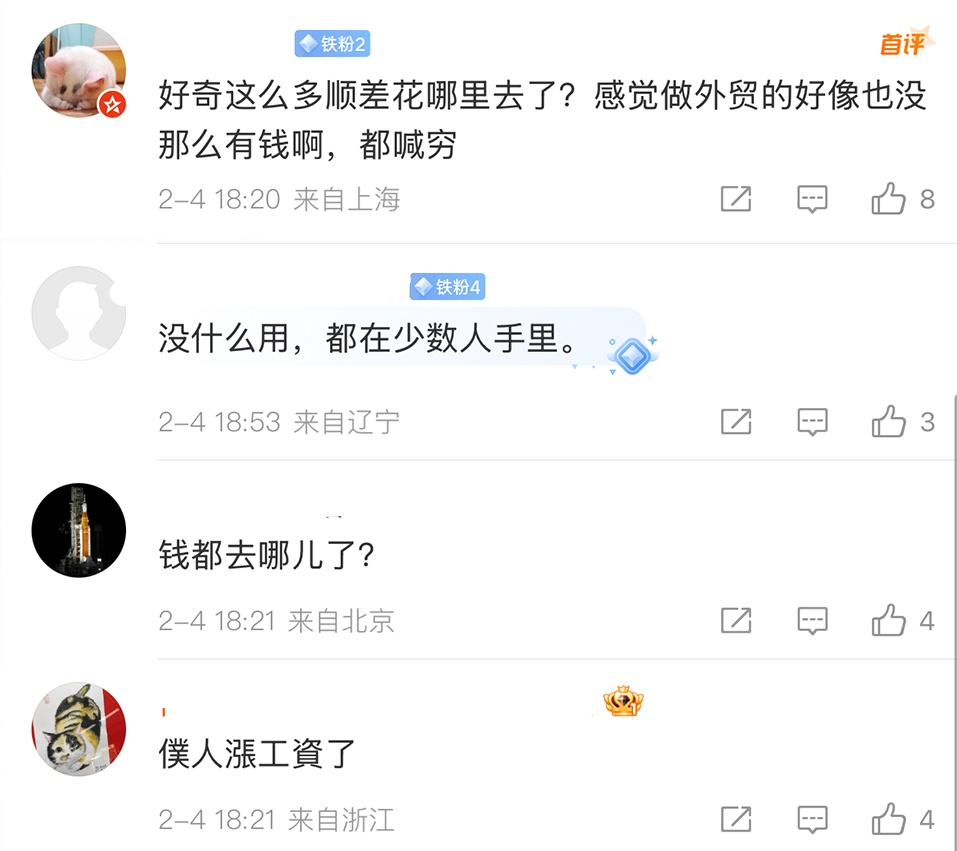 铁粉2
首评
好奇这么多顺差花哪里去了？感觉做外贸的好像也没
那么有钱啊，都喊穷
2-4 18:20 来自上海
8
铁粉4
没什么用，都在少数人手里。
2-4 18:53 来自辽宁
3
钱都去哪儿了？
2-4 18:21 来自北京
4
1
僕人漲工資了
2-4 18:21 来自浙江
4